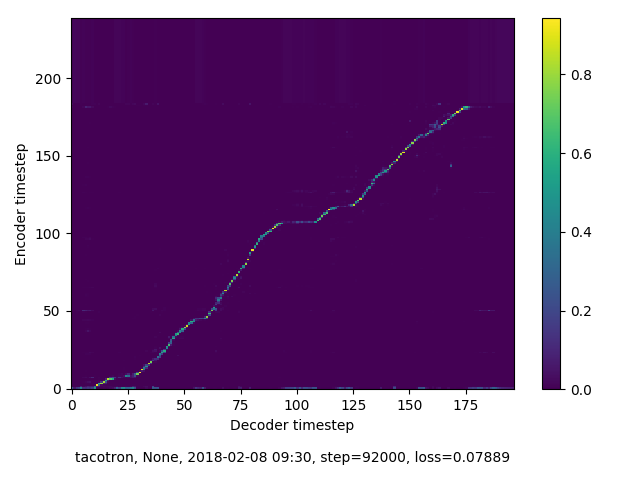 200
150
100
50
0
Encoder timestep
0 25 50 75 100 125 150 175
Decoder timestep
0.8
0.6
0.4
0.2
0.0
tacotron, None, 2018-02-08 09:30, step=92000, loss=0.07889